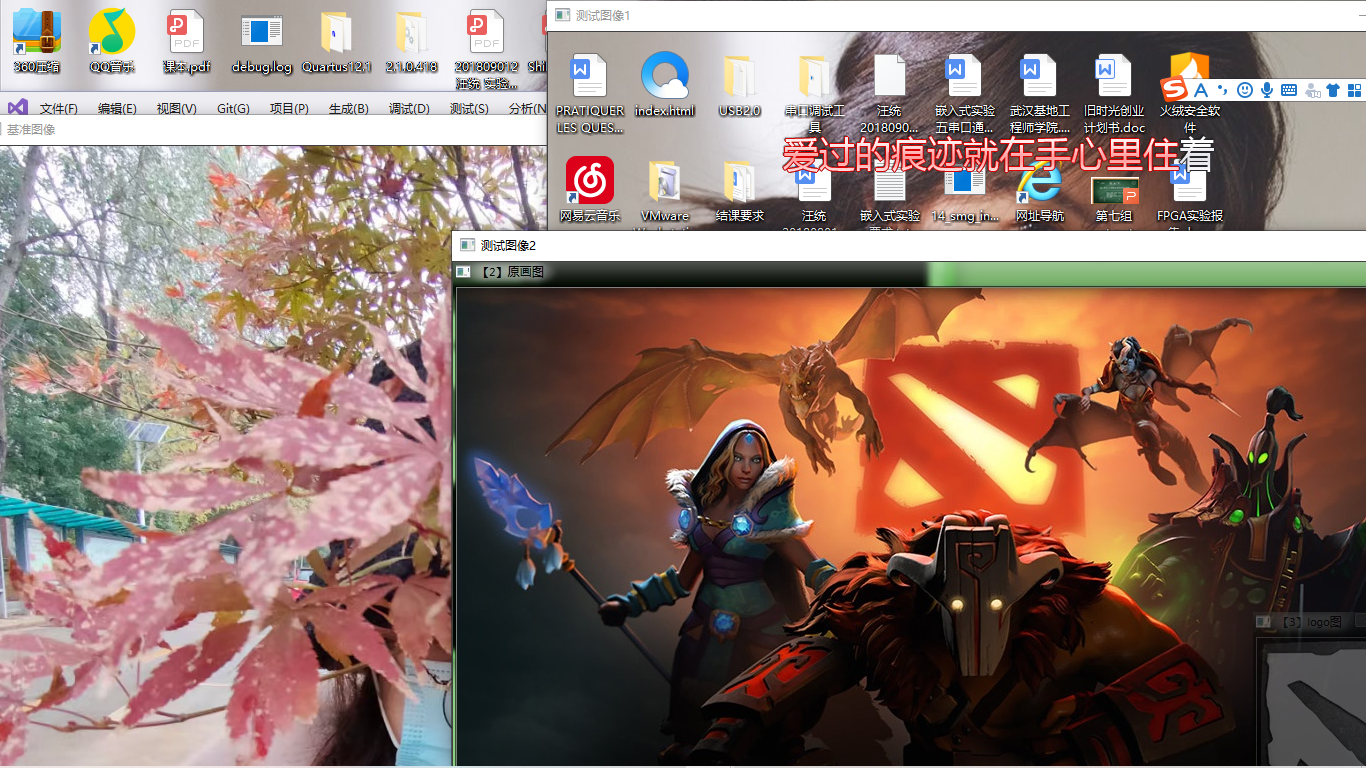 测试图像1
360压缩
QQ音乐
课本.pdf
debug.log
Quartus12.1
2.1.0.418
201809012
汪统 实验...
Shi
PRATIQUER
LES QUES...
index.html
USB2.0
串口调试工
具
汪统
2018090...
嵌入式实验
五串口通...
武汉基地工
程师学院....
旧时光创业
计划书.doc
火绒安全软
件
文件(F)
编辑(E)
视图(V)
Git(G)
项目(P)
生成(B)
调试(D)
测试(S)
分析(N
基准图像
爱过的痕迹就在手心里住着
网易云音乐
VMware
结课要求
汪统
嵌入式实验
14_smg_in...
网址导航
第七组
FPGA实验报
测试图像2
【2】原画图
【3】logo图